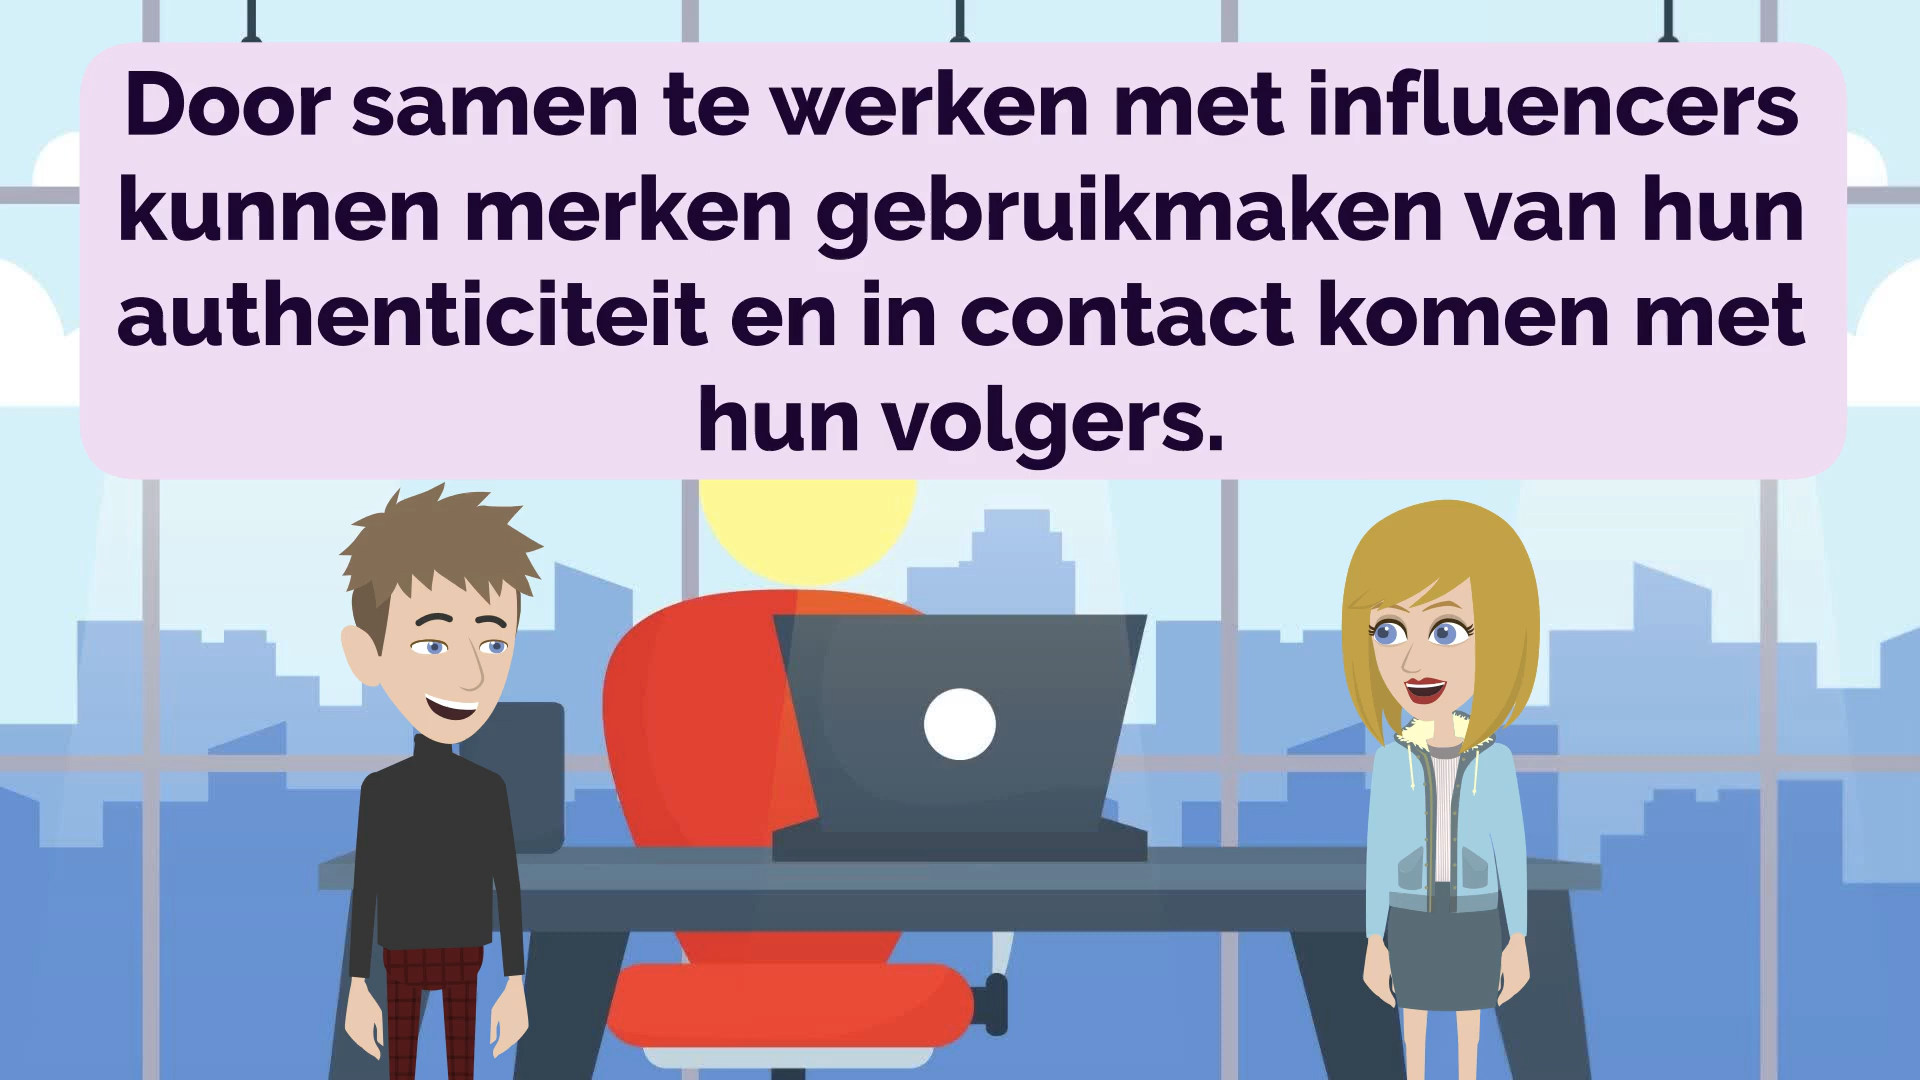 Door samen te werken met influencers
kunnen merken gebruikmaken van hun
authenticiteit en in contact komen met
hun volgers.